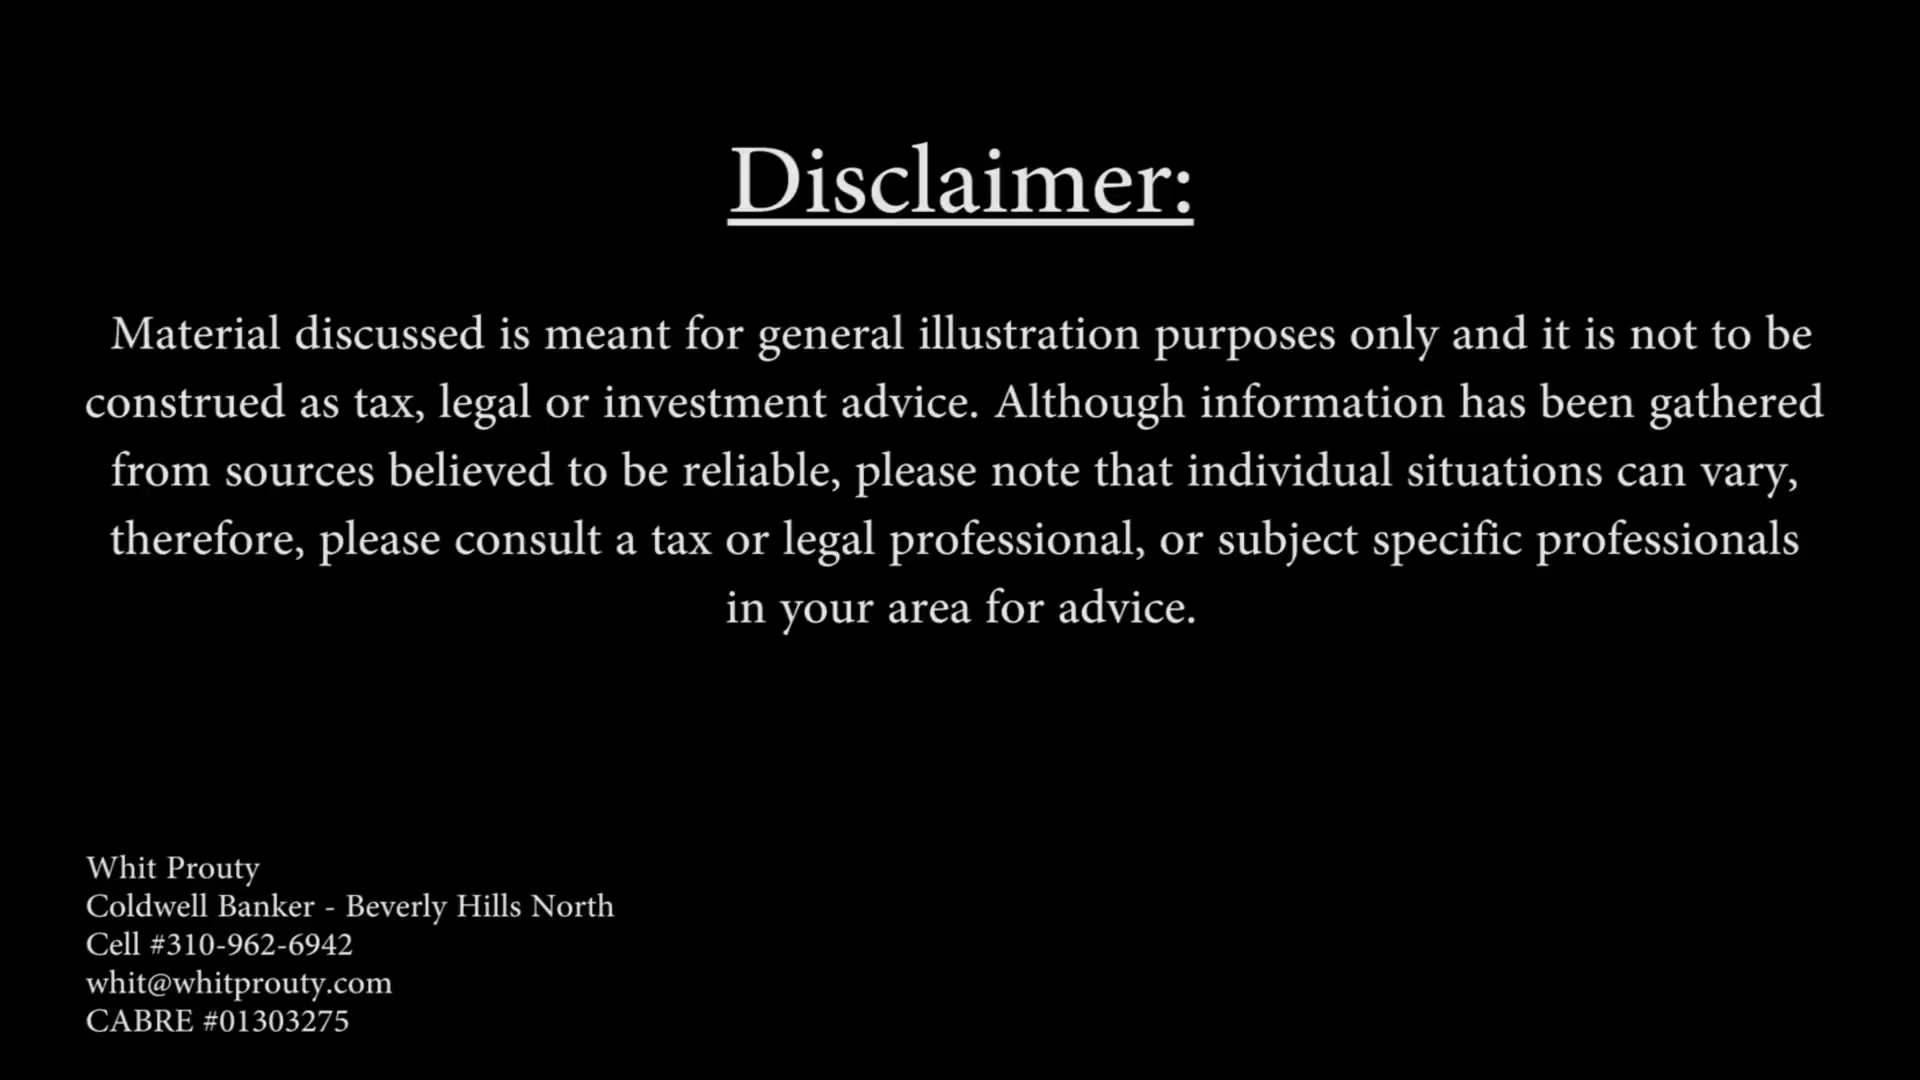 Disclaimer:
Material discussed is meant for general illustration purposes only and it is not to be
construed as tax, legal or investment advice. Although information has been gathered
from sources believed to be reliable, please note that individual situations can vary,
therefore, please consult a tax or legal professional, or subject specific professionals
in your area for advice.
Whit Prouty
Coldwell Banker - Beverly Hills North
Cell #310-962-6942
whit@whitprouty.com
CABRE #01303275